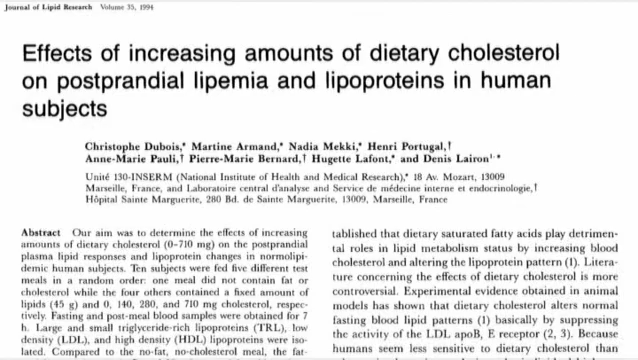 Journal of Lipid Research Volume 35, 1994
Effects of increasing amounts of dietary cholesterol
on postprandial lipemia and lipoproteins in human
subjects
Christophe Dubois,* Martine Armand,* Nadia Mekki,* Henri Portugal,†
Anne-Marie Pauli,† Pierre-Marie Bernard,† Huguette Lafont,* and Denis Lairon¹·*
Unité 130-INSERM (National Institute of Health and Medical Research),* 18 Av. Mozart, 13009
Marseille, France, and Laboratoire central d'analyse and Service de médecine interne et endocrinologie,†
Hôpital Sainte Marguerite, 280 Bd. de Sainte Marguerite, 13009, Marseille, France
Abstract Our aim was to determine the effects of increasing
amounts of dietary cholesterol (0-710 mg) on the postprandial
plasma lipid responses and lipoprotein changes in normolipi-
demic human subjects. Ten subjects were fed five different test
meals in a random order: one meal did not contain fat or
cholesterol while the four others contained a fixed amount of
lipids (45 g) and 0, 140, 280, and 710 mg cholesterol, respec-
tively. Fasting and post-meal blood samples were obtained for 7
h. Large and small triglyceride-rich lipoproteins (TRL), low
density (LDL), and high density (HDL) lipoproteins were iso-
lated. Compared to the no-fat, no-cholesterol meal, the fat-
tablished that dietary saturated fatty acids play detrimen-
tal roles in lipid metabolism status by increasing blood
cholesterol and altering the lipoprotein pattern (1). Litera-
ture concerning the effects of dietary cholesterol is more
controversial. Experimental evidence obtained in animal
models has shown that dietary cholesterol alters normal
fasting blood lipid patterns (1) basically by suppressing
the activity of the LDL apoB, E receptor (2, 3). Because
humans seem less sensitive to dietary cholesterol than